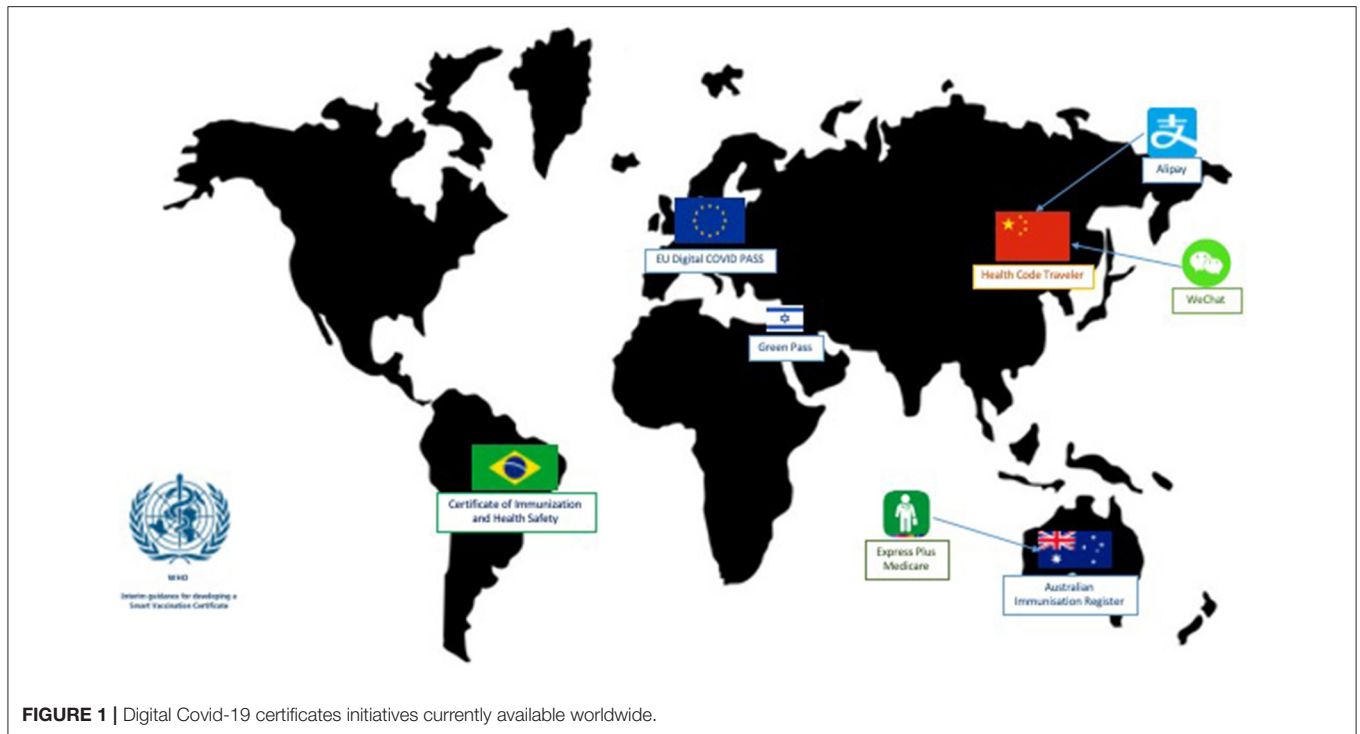 支
Alipay
EU Digital COVID PASS
Health Code Traveler
WeChat
Green Pass
Certificate of Immunization
and Health Safety
Express Plus
Medicare
Australian
Immunisation Register
WHO
Interim guidance for developing a
Smart Vaccination Certificate
FIGURE 1 | Digital Covid-19 certificates initiatives currently available worldwide.